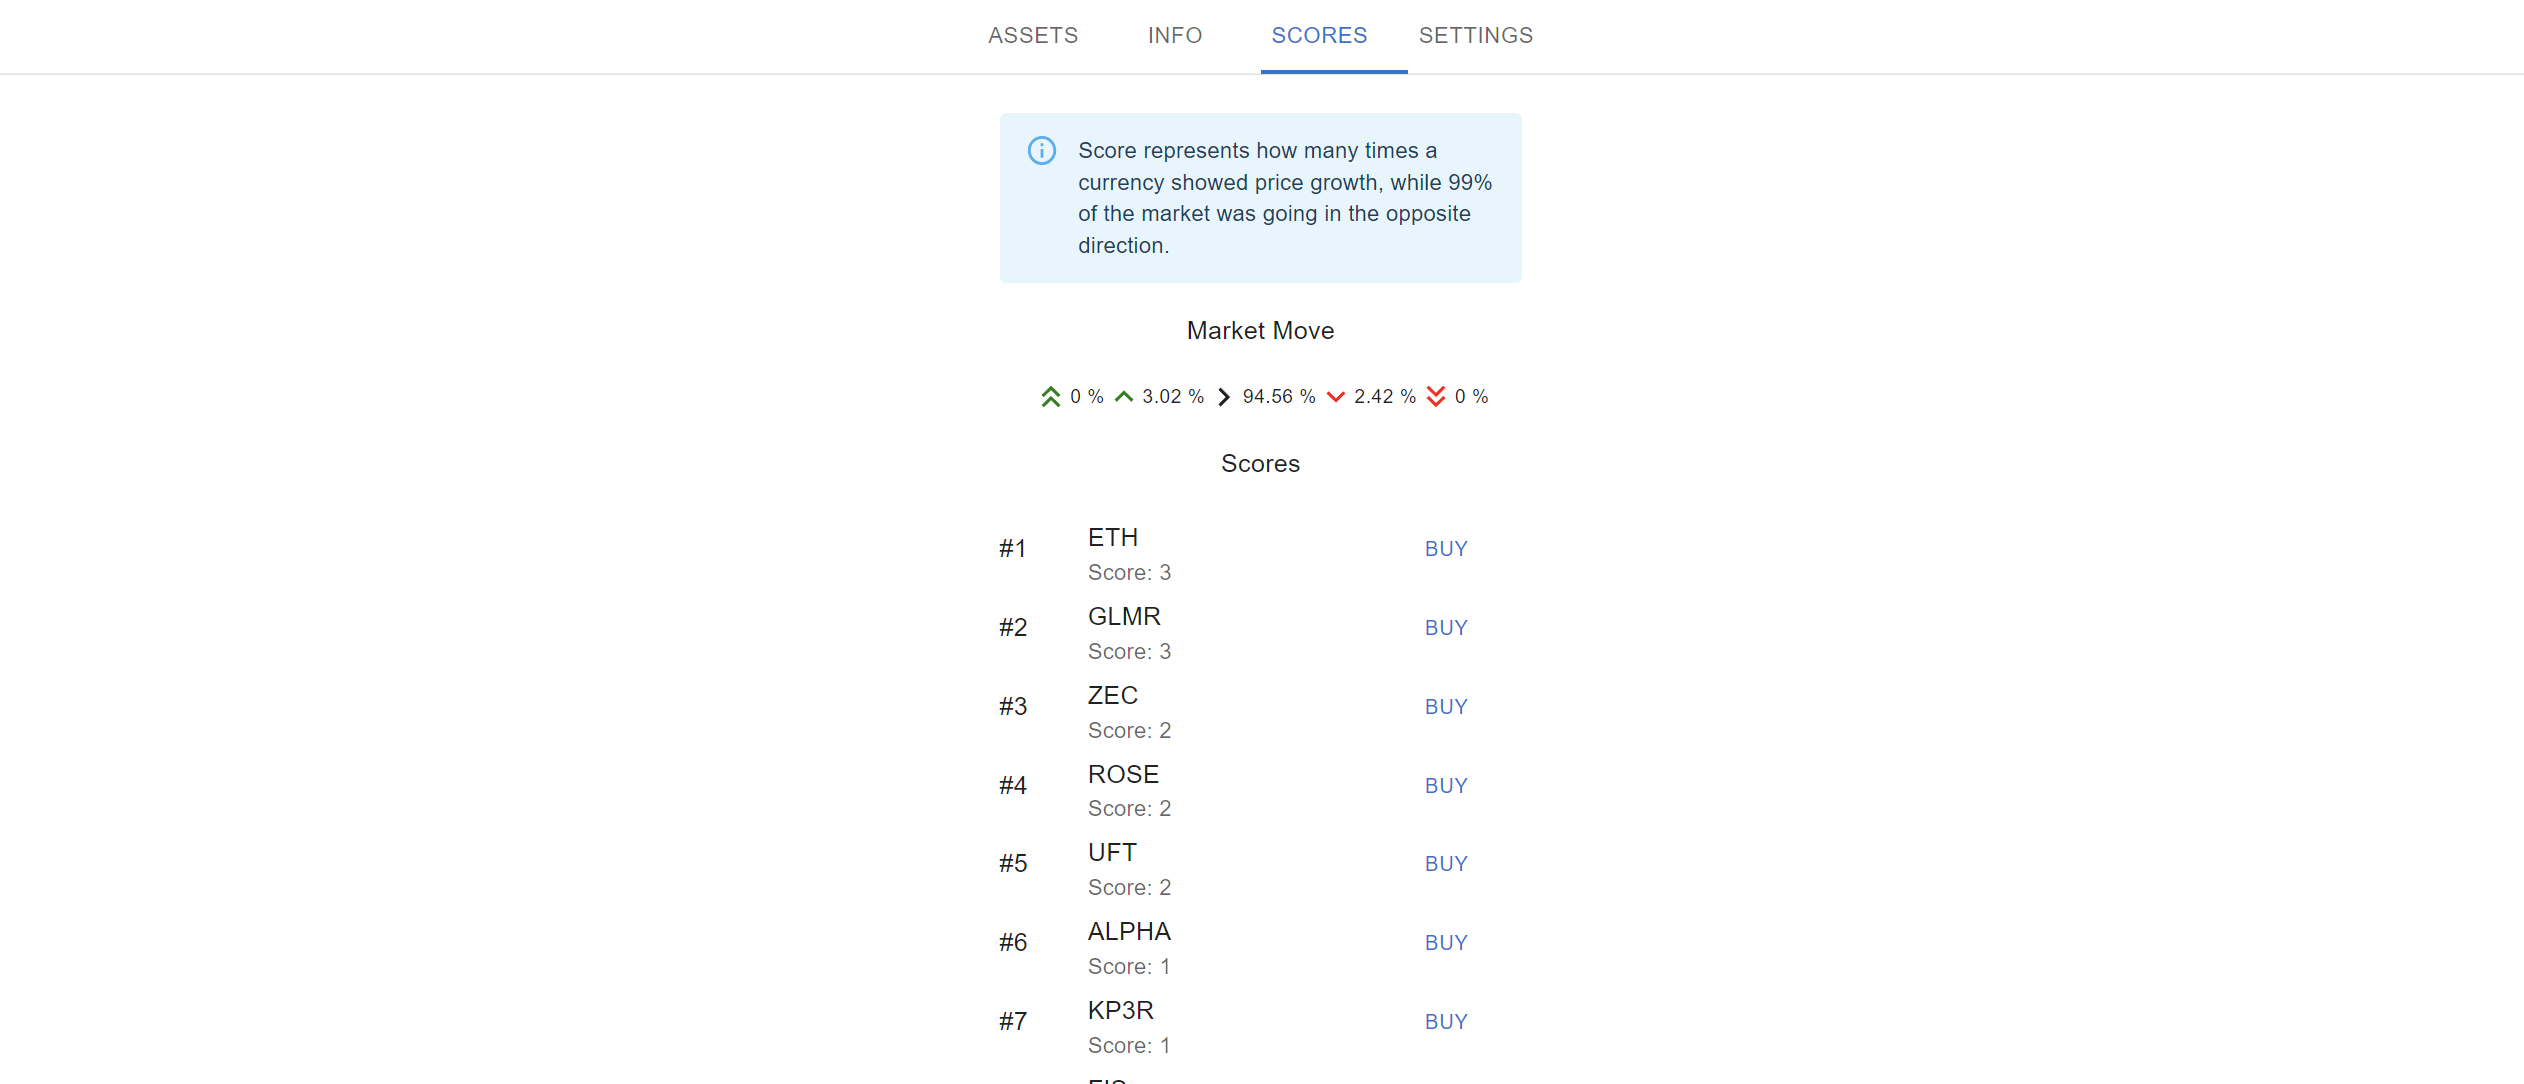 ASSETS INFO SCORES SETTINGS
Score represents how many times a
currency showed price growth, while 99%
of the market was going in the opposite
direction.
Market Move
0 % 3.02 % 94.56 % 2.42 % 0 %
Scores
#1 ETH BUY
Score: 3
#2 GLMR BUY
Score: 3
#3 ZEC BUY
Score: 2
#4 ROSE BUY
Score: 2
#5 UFT BUY
Score: 2
#6 ALPHA BUY
Score: 1
#7 KP3R BUY
Score: 1